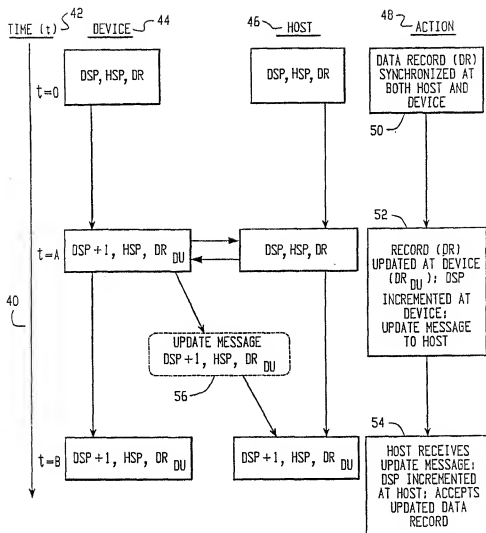 TIME (t) 42
DEVICE 44
46 HOST
48 ACTION
t=0
DSP, HSP, DR
DSP, HSP, DR
DATA RECORD (DR)
SYNCHRONIZED AT
BOTH HOST AND
DEVICE
50
t=A
DSP+1, HSP, DR DU
DSP, HSP, DR
52
RECORD (DR)
UPDATED AT DEVICE
(DR DU); DSP
INCREMENTED AT
DEVICE;
UPDATE MESSAGE
TO HOST
40
UPDATE MESSAGE
DSP+1, HSP, DR DU
56
t=B
DSP+1, HSP, DR DU
DSP+1, HSP, DR DU
54
HOST RECEIVES
UPDATE MESSAGE;
DSP INCREMENTED
AT HOST; ACCEPTS
UPDATED DATA
RECORD